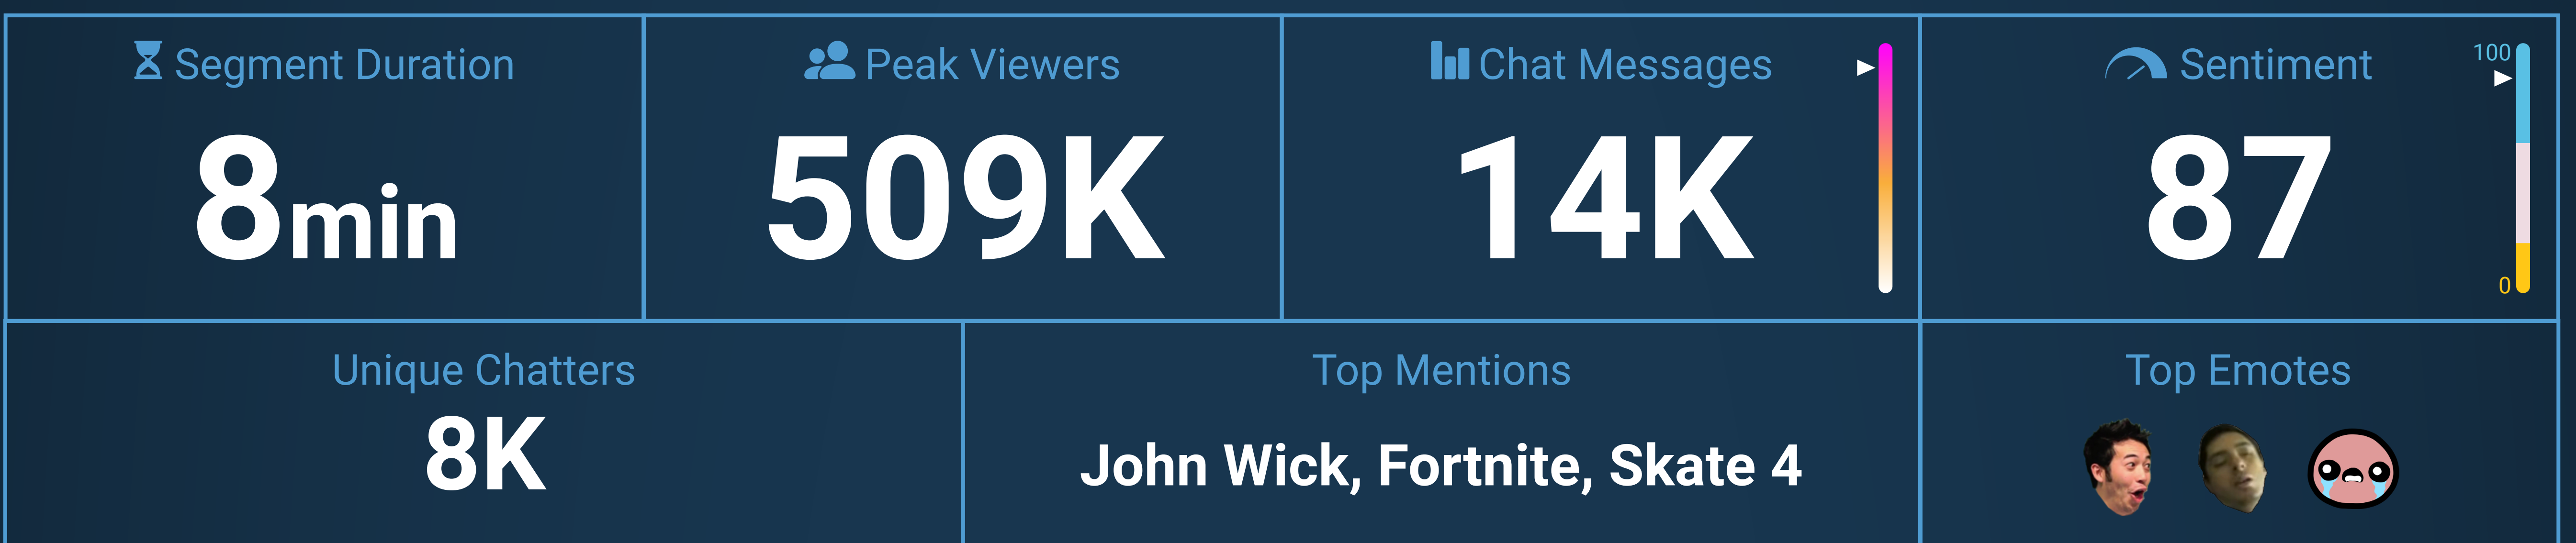 Segment Duration
8min
Peak Viewers
509K
Chat Messages
14K
Sentiment
87
100
0
Unique Chatters
8K
Top Mentions
John Wick, Fortnite, Skate 4
Top Emotes